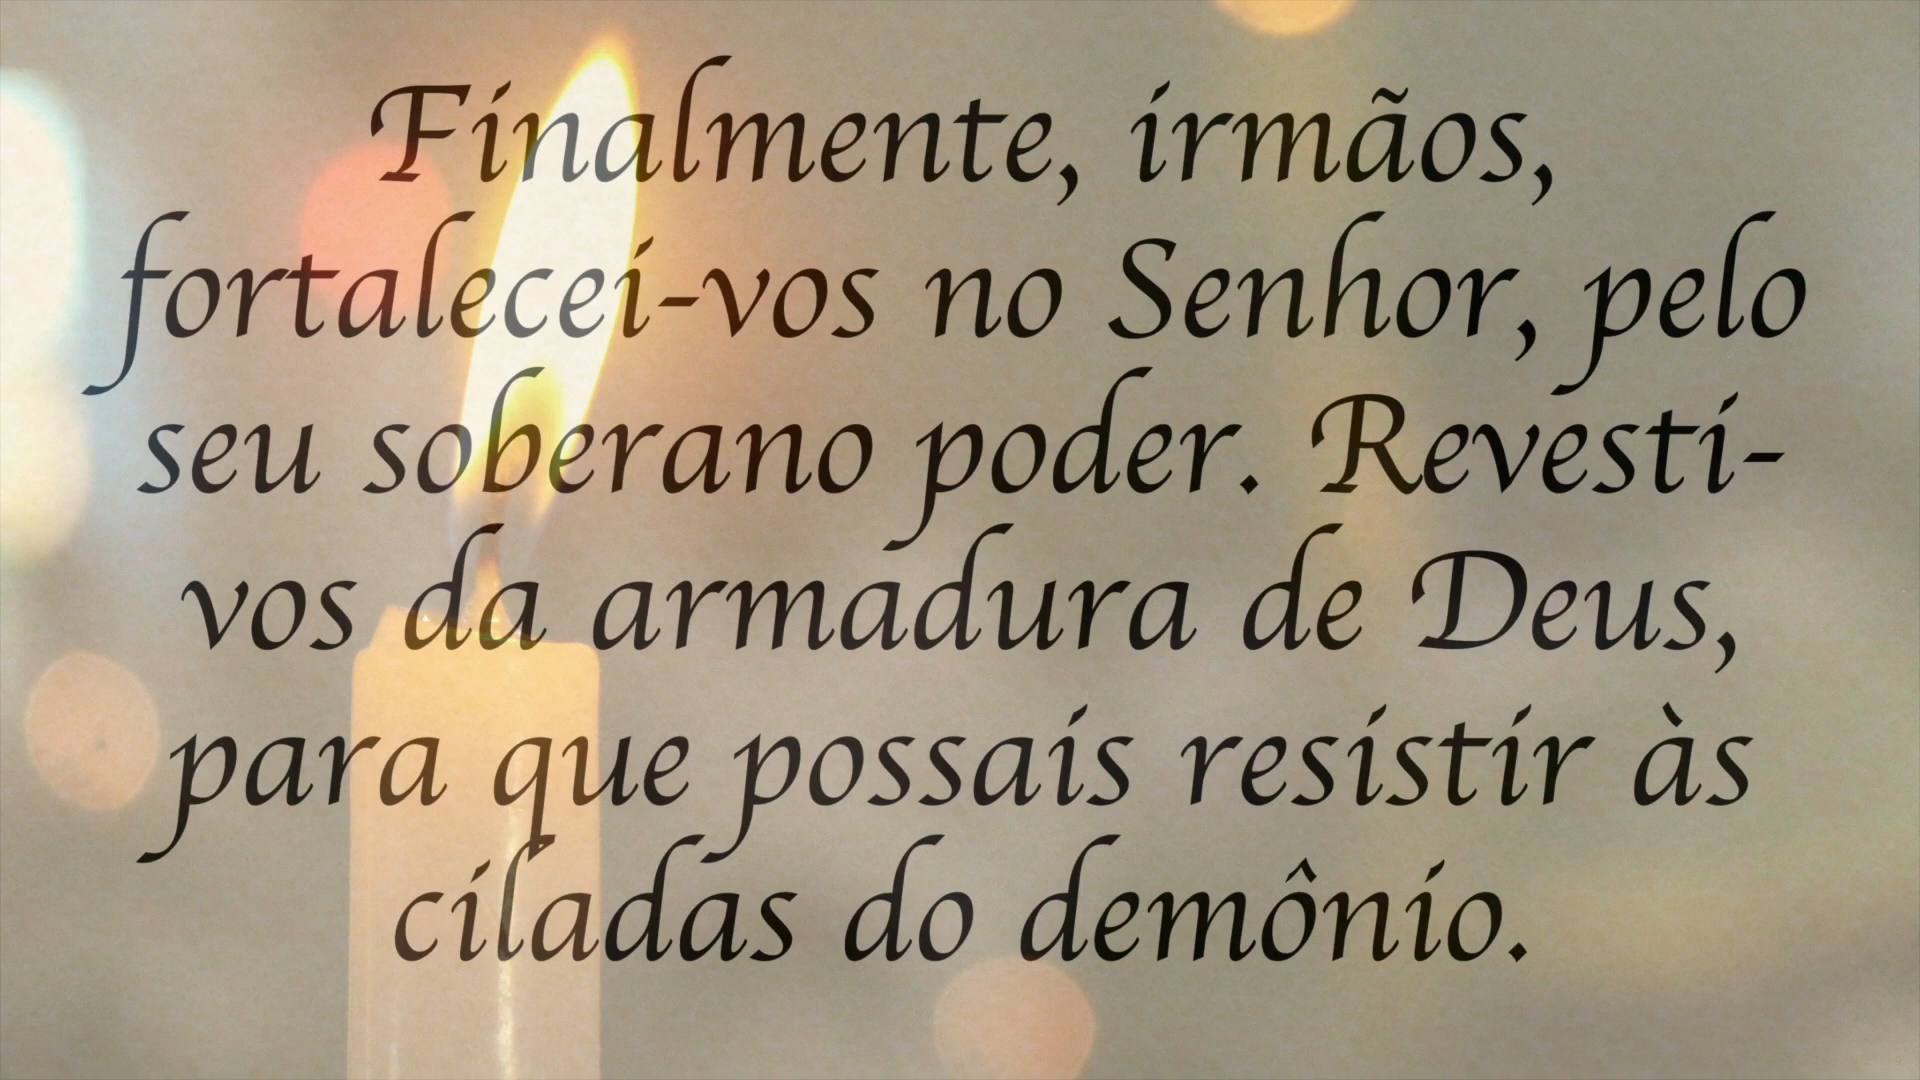 Finalmente, irmãos,
fortalecei-vos no Senhor, pelo
seu soberano poder. Revesti-
vos da armadura de Deus,
para que possais resistir às
ciladas do demônio.